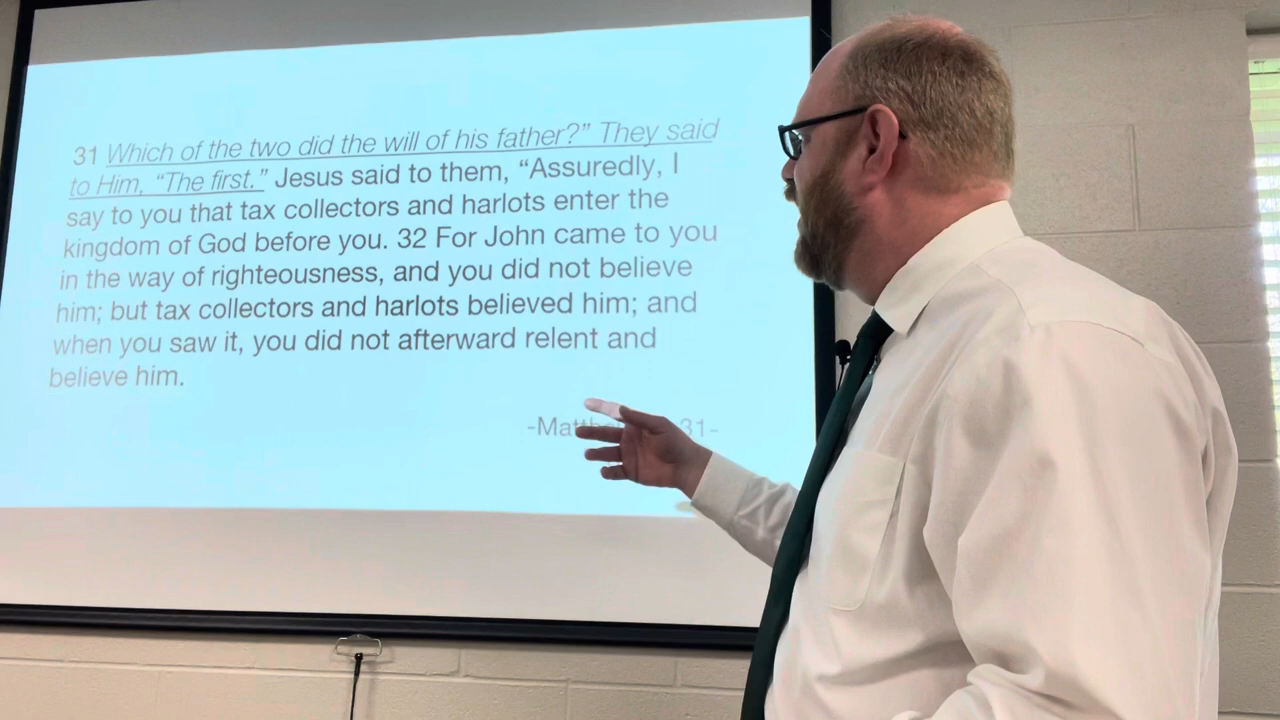 31 Which of the two did the will of his father?” They said
to Him, “The first.” Jesus said to them, “Assuredly, I
say to you that tax collectors and harlots enter the
kingdom of God before you. 32 For John came to you
in the way of righteousness, and you did not believe
him; but tax collectors and harlots believed him; and
when you saw it, you did not afterward relent and
believe him.
31-